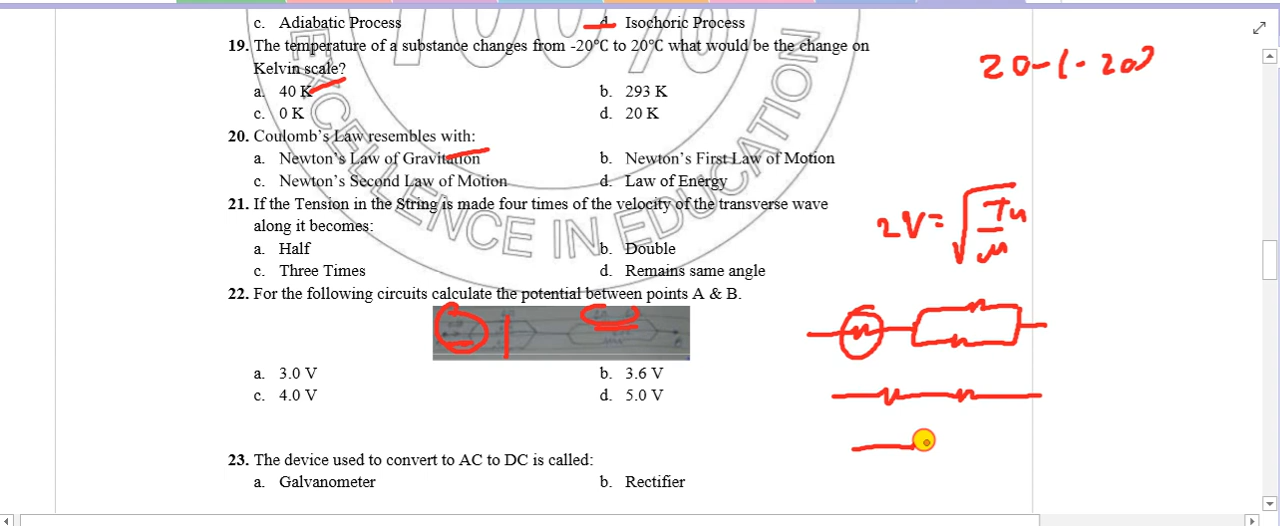 c. Adiabatic Process d. Isochoric Process
19. The temperature of a substance changes from -20°C to 20°C what would be the change on
Kelvin scale?
a. 40 K b. 293 K
c. 0 K d. 20 K
20. Coulomb's Law resembles with:
a. Newton's Law of Gravitation b. Newton's First Law of Motion
c. Newton's Second Law of Motion d. Law of Energy
21. If the Tension in the String is made four times of the velocity of the transverse wave
along it becomes:
a. Half b. Double
c. Three Times d. Remains same angle
22. For the following circuits calculate the potential between points A & B.
a. 3.0 V b. 3.6 V
c. 4.0 V d. 5.0 V
23. The device used to convert to AC to DC is called:
a. Galvanometer b. Rectifier
100%
EXCELLENCE IN EDUCATION
2V=